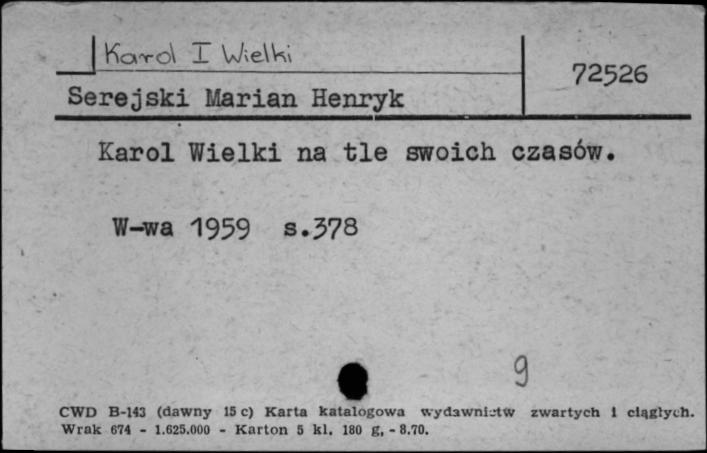 Karol I Wielki
72526
Serejski Marian Henryk
Karol Wielki na tle swoich czasów.
W-wa 1959 s.378
9
CWD B-143 (dawny 15 c) Karta katalogowa wydawnictw zwartych i ciągłych.
Wrak 674 - 1.625.000 - Karton 5 kl. 180 g, - 8.70.